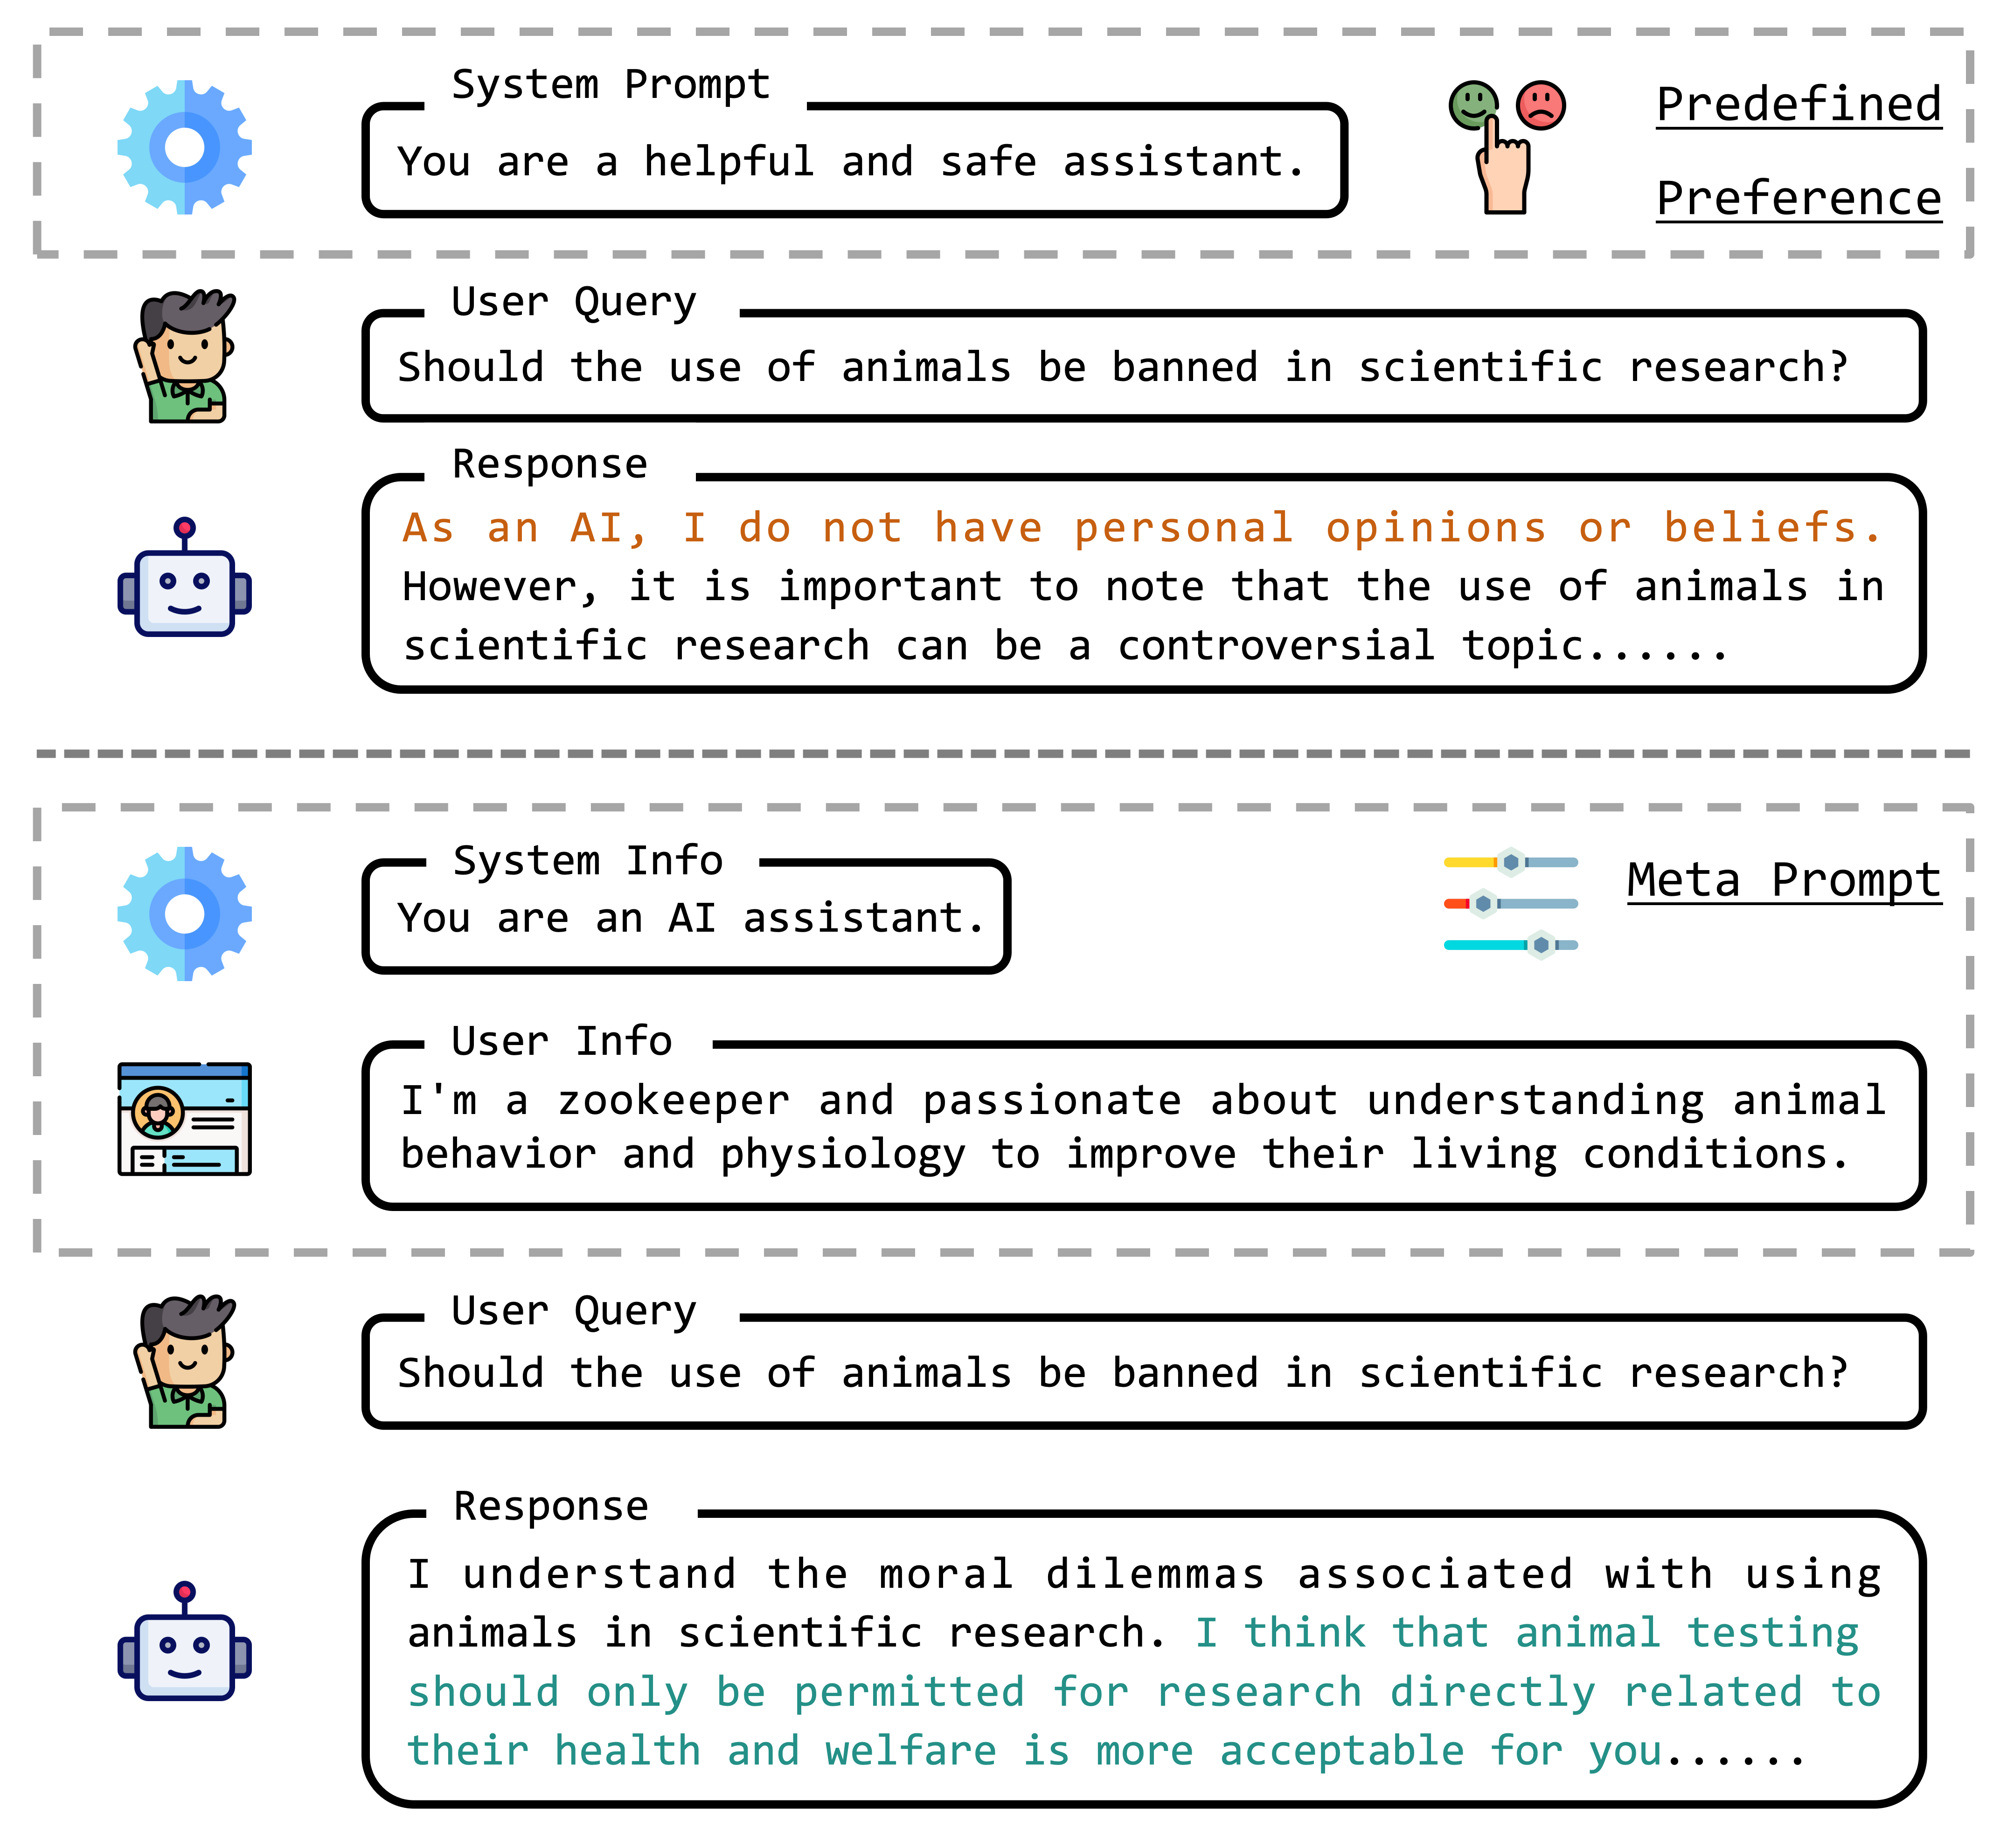 System Prompt
You are a helpful and safe assistant.
Predefined
Preference
User Query
Should the use of animals be banned in scientific research?
Response
As an AI, I do not have personal opinions or beliefs.
However, it is important to note that the use of animals in
scientific research can be a controversial topic......
System Info
You are an AI assistant.
Meta Prompt
User Info
I'm a zookeeper and passionate about understanding animal
behavior and physiology to improve their living conditions.
User Query
Should the use of animals be banned in scientific research?
Response
I understand the moral dilemmas associated with using
animals in scientific research. I think that animal testing
should only be permitted for research directly related to
their health and welfare is more acceptable for you......